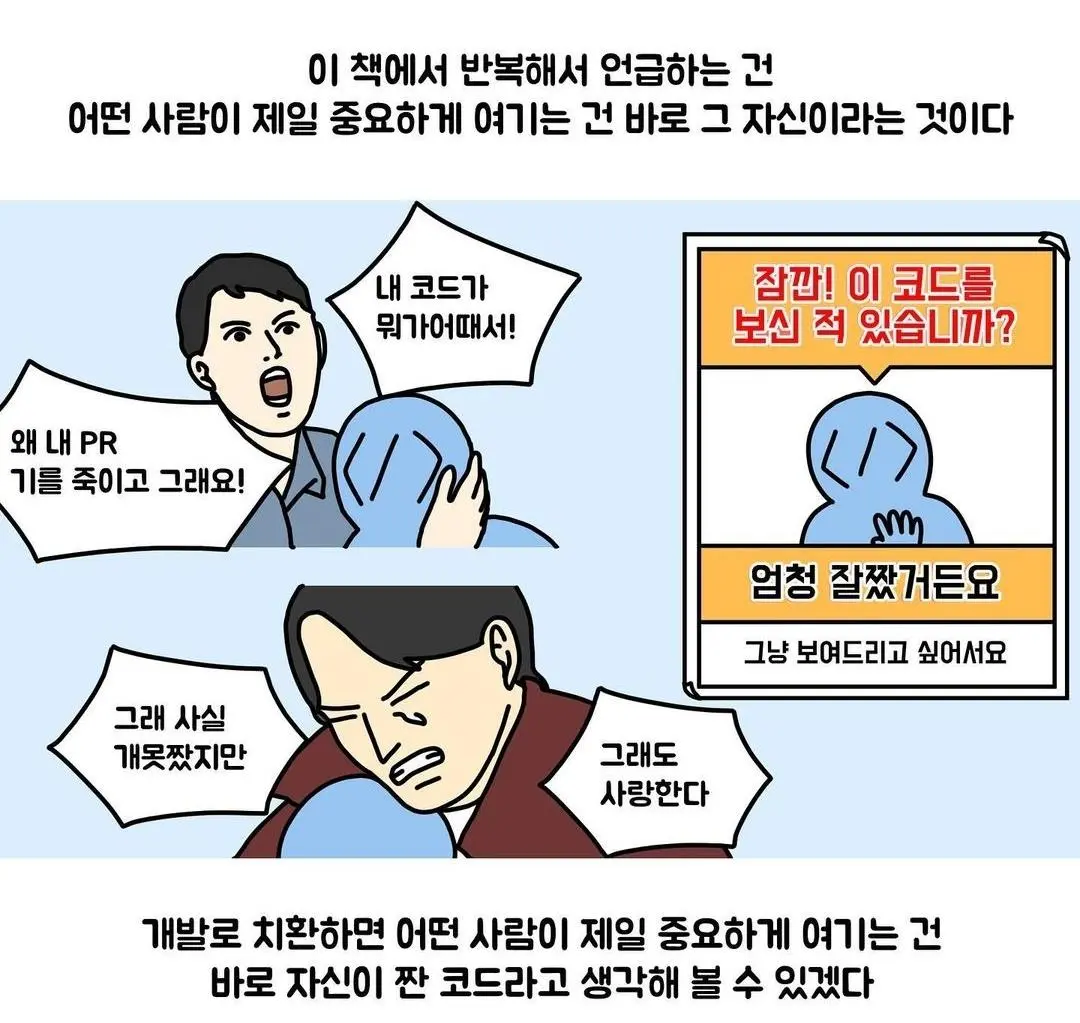 이 책에서 반복해서 언급하는 건
어떤 사람이 제일 중요하게 여기는 건 바로 그 자신이라는 것이다
내 코드가
뭐가어때서!
왜 내 PR
기를 죽이고 그래요!
잠깐! 이 코드를
보신 적 있습니까?
엄청 잘짰거든요
그냥 보여드리고 싶어서요
그래 사실
개못짰지만
그래도
사랑한다
개발로 치환하면 어떤 사람이 제일 중요하게 여기는 건
바로 자신이 짠 코드라고 생각해 볼 수 있겠다